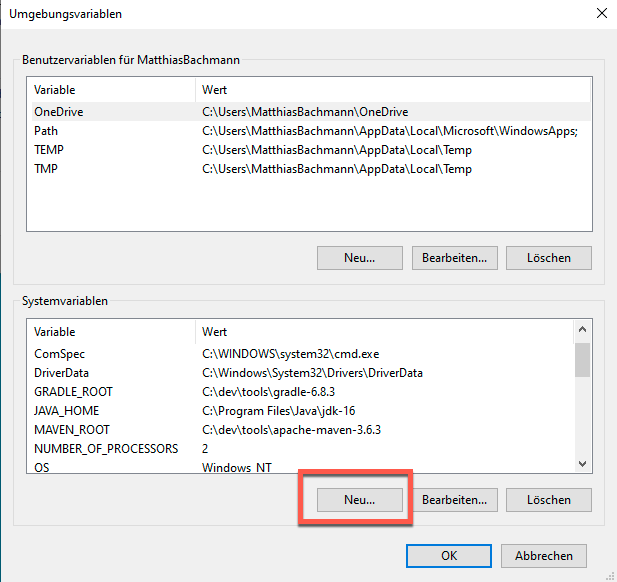 Umgebungsvariablen
Benutzervariablen für MatthiasBachmann
Variable Wert
OneDrive C:\Users\MatthiasBachmann\OneDrive
Path C:\Users\MatthiasBachmann\AppData\Local\Microsoft\WindowsApps;
TEMP C:\Users\MatthiasBachmann\AppData\Local\Temp
TMP C:\Users\MatthiasBachmann\AppData\Local\Temp
Neu... Bearbeiten... Löschen
Systemvariablen
Variable Wert
ComSpec C:\WINDOWS\system32\cmd.exe
DriverData C:\Windows\System32\Drivers\DriverData
GRADLE_ROOT C:\dev\tools\gradle-6.8.3
JAVA_HOME C:\Program Files\Java\jdk-16
MAVEN_ROOT C:\dev\tools\apache-maven-3.6.3
NUMBER_OF_PROCESSORS 2
OS Windows_NT
Neu... Bearbeiten... Löschen
OK Abbrechen